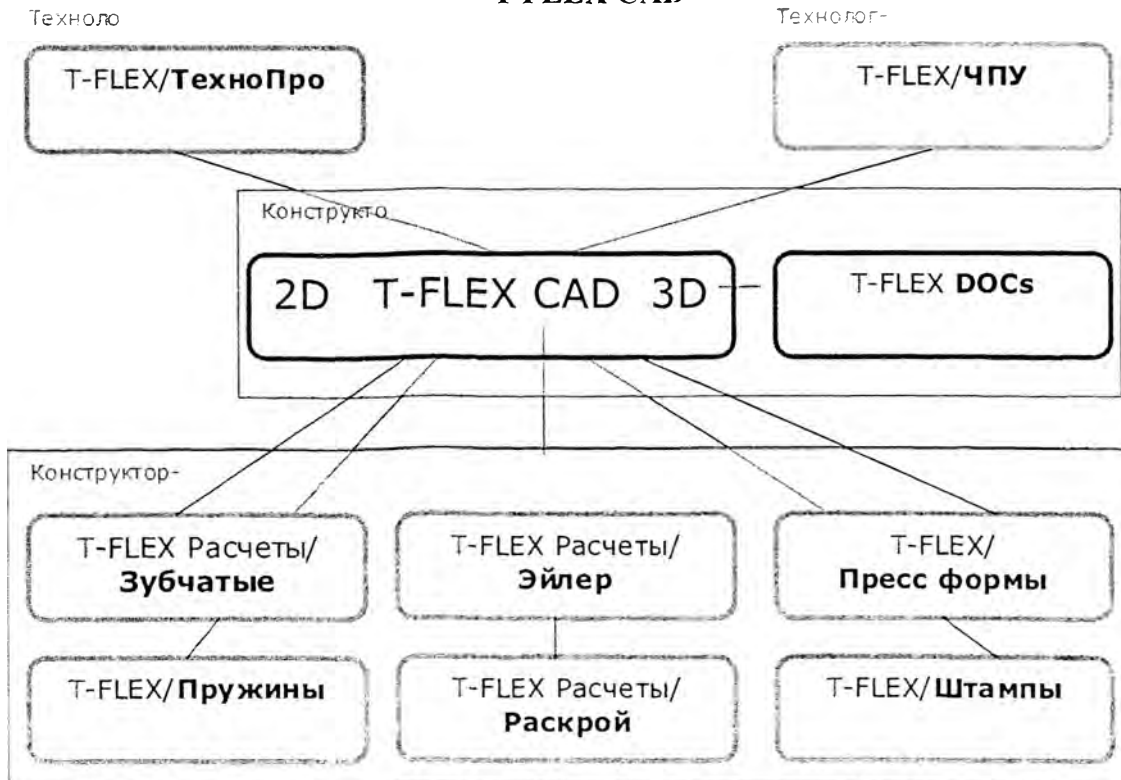 T-FLEX CAD
Техноло
Технолог-
T-FLEX/ТехноПро
T-FLEX/ЧПУ
Конструкто
2D T-FLEX CAD 3D
T-FLEX DOCs
Конструктор-
T-FLEX Расчеты/
Зубчатые
T-FLEX Расчеты/
Эйлер
T-FLEX/
Пресс формы
T-FLEX/Пружины
T-FLEX Расчеты/
Раскрой
T-FLEX/Штампы